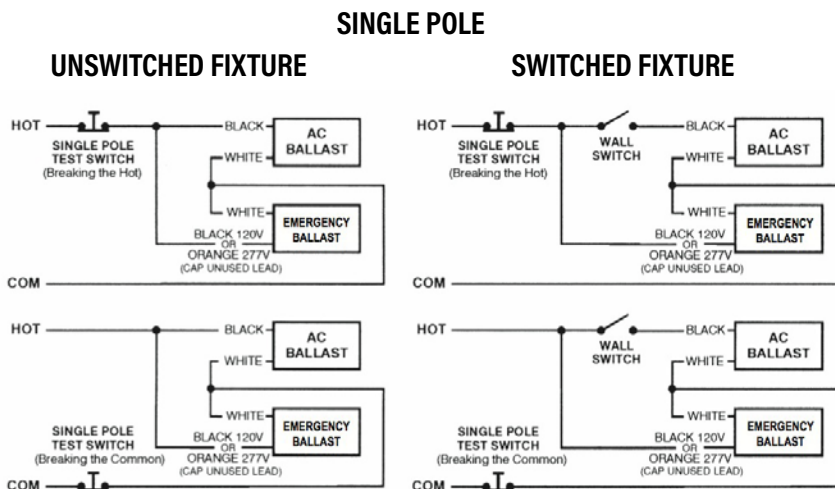 SINGLE POLE
UNSWITCHED FIXTURE
SWITCHED FIXTURE
HOT
SINGLE POLE
TEST SWITCH
(Breaking the Hot)
BLACK
AC
BALLAST
WHITE
WHITE
EMERGENCY
BALLAST
BLACK 120V
OR
ORANGE 277V
(CAP UNUSED LEAD)
COM
HOT
SINGLE POLE
TEST SWITCH
(Breaking the Hot)
WALL
SWITCH
BLACK
AC
BALLAST
WHITE
WHITE
EMERGENCY
BALLAST
BLACK 120V
OR
ORANGE 277V
(CAP UNUSED LEAD)
COM
HOT
BLACK
AC
BALLAST
WHITE
WHITE
EMERGENCY
BALLAST
SINGLE POLE
TEST SWITCH
(Breaking the Common)
BLACK 120V
OR
ORANGE 277V
(CAP UNUSED LEAD)
COM
HOT
WALL
SWITCH
BLACK
AC
BALLAST
WHITE
WHITE
EMERGENCY
BALLAST
SINGLE POLE
TEST SWITCH
(Breaking the Common)
BLACK 120V
OR
ORANGE 277V
(CAP UNUSED LEAD)
COM